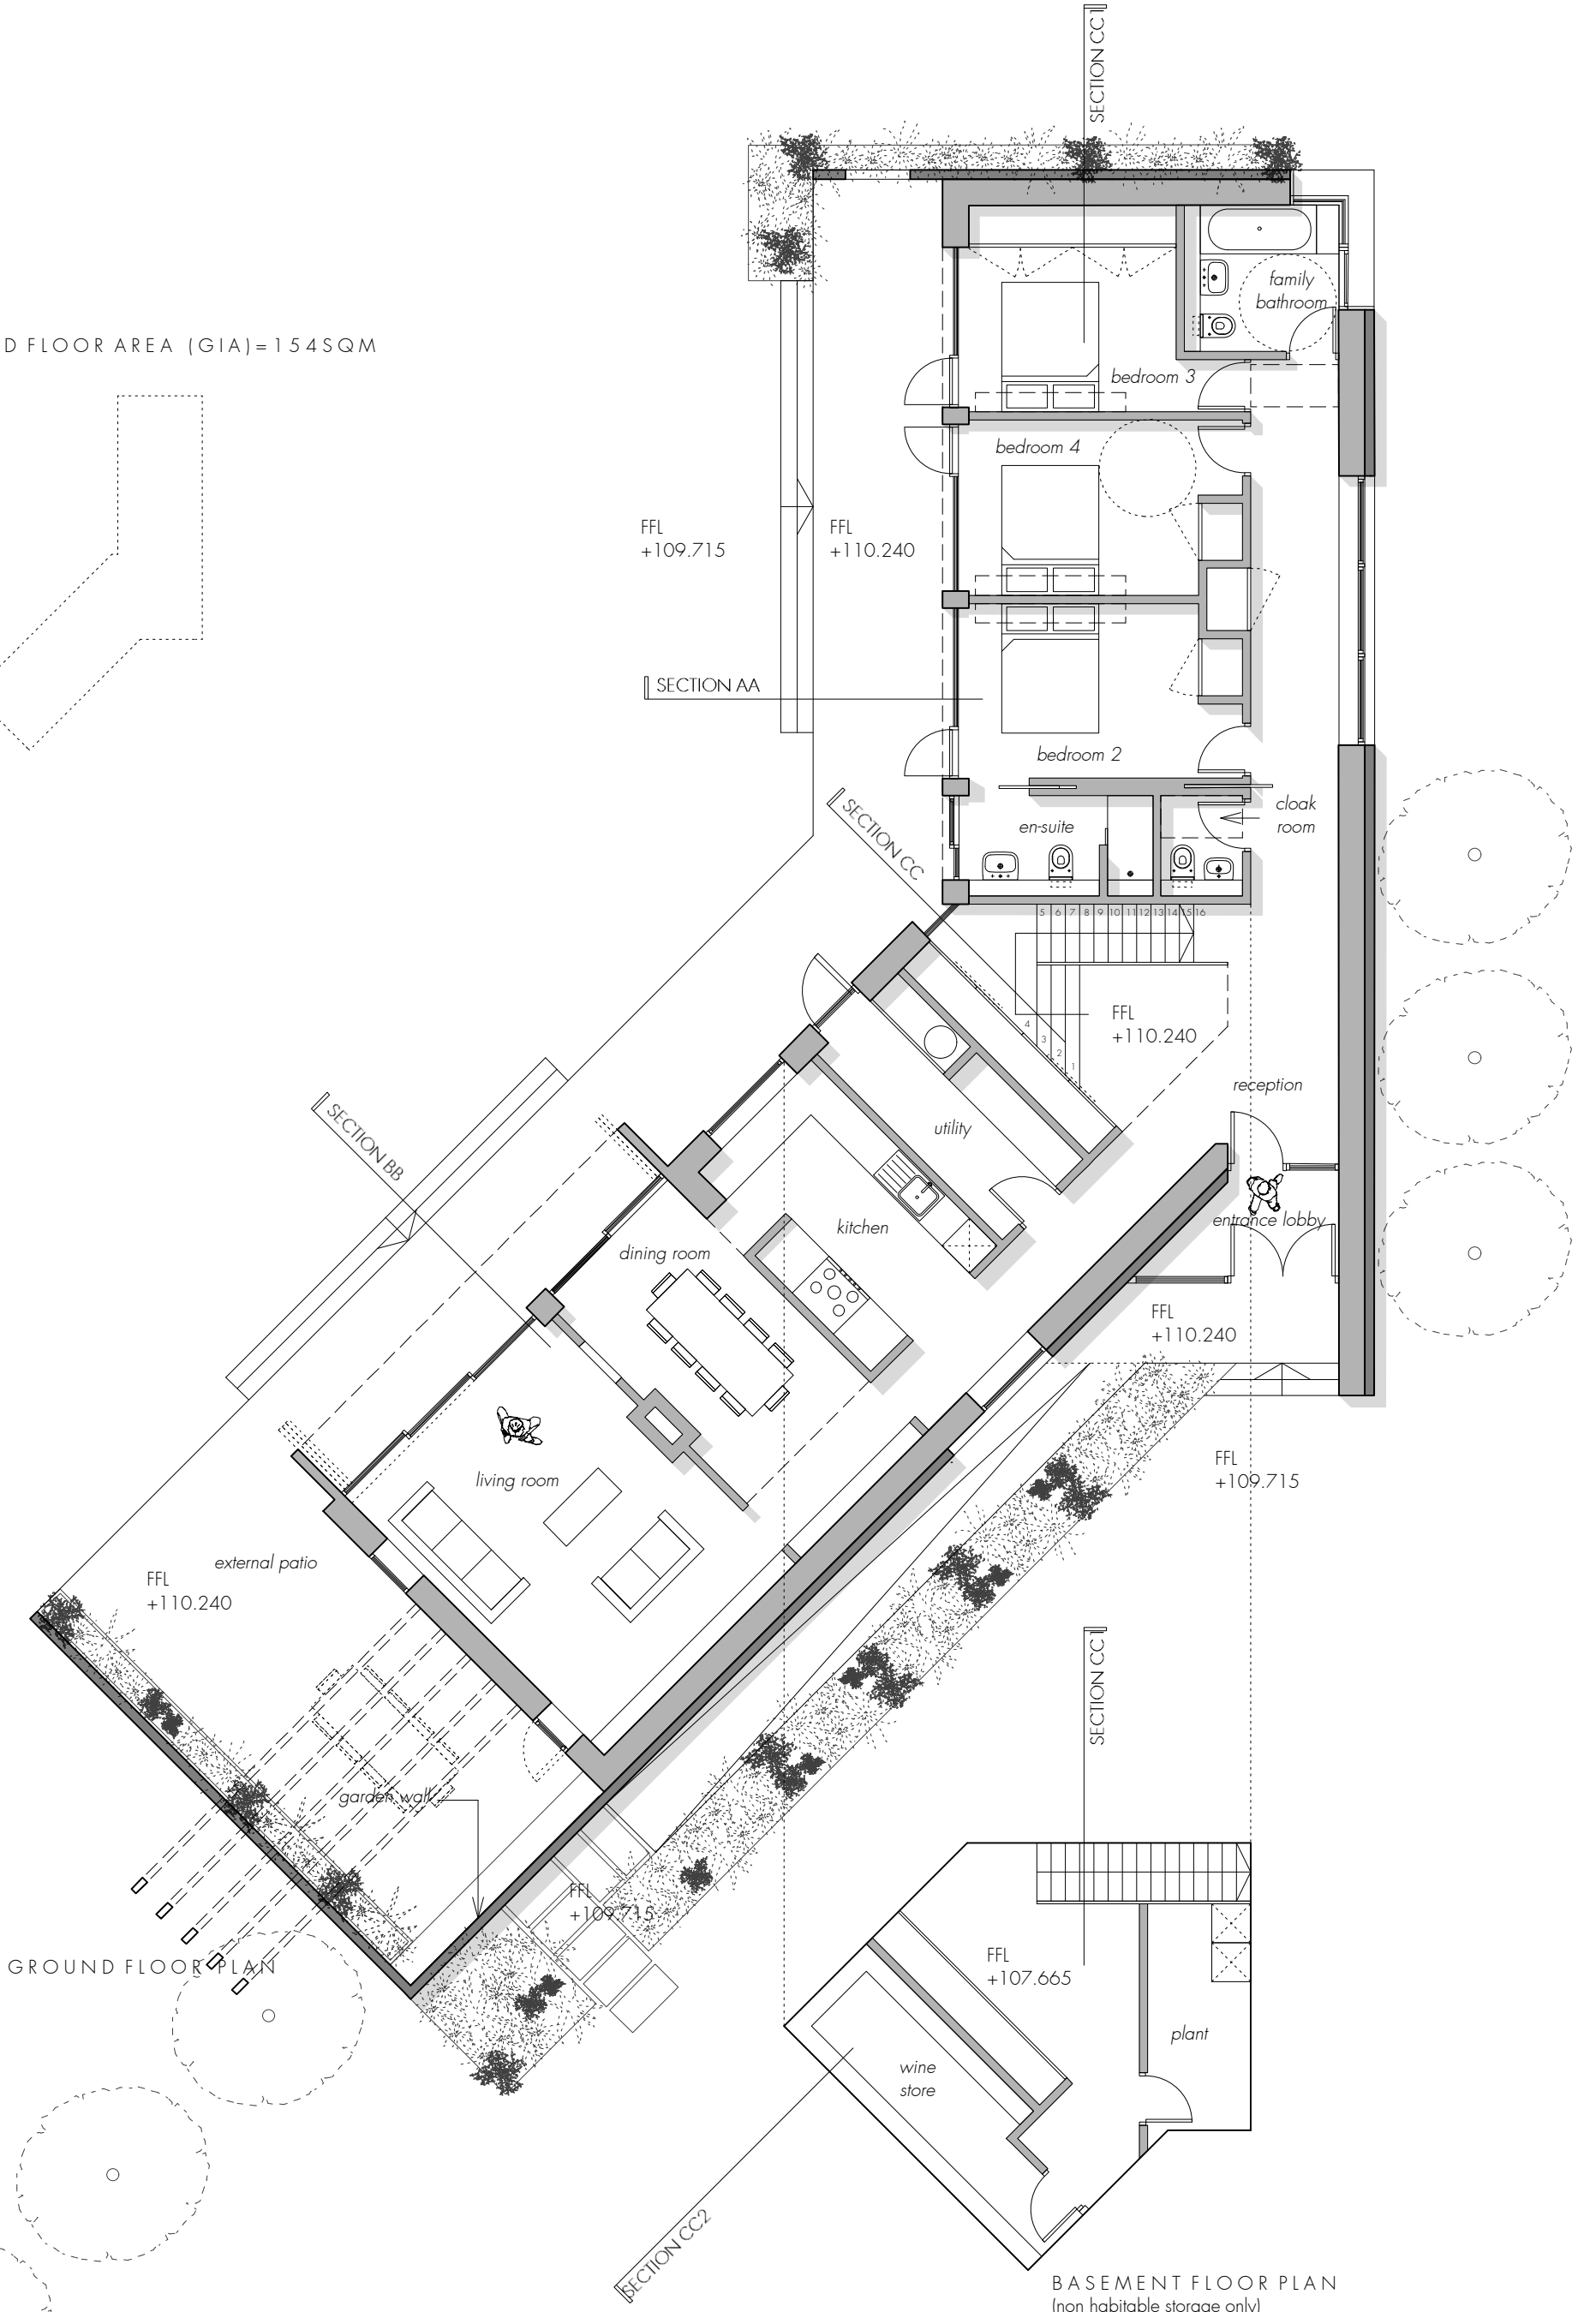 SECTION CC1
D FLOOR AREA (GIA)=154SQM
family
bathroom
bedroom 3
bedroom 4
FFL
+109.715
FFL
+110.240
SECTION AA
bedroom 2
SECTION CC
en-suite
cloak
room
5 6 7 8 9 10 11 12 13 14 15 16
4
3
2
1
FFL
+110.240
reception
utility
SECTION BB
kitchen
entrance lobby
dining room
FFL
+110.240
living room
FFL
+109.715
external patio
FFL
+110.240
SECTION CC1
garden wall
FFL
+109.715
GROUND FLOOR PLAN
FFL
+107.665
plant
wine
store
SECTION CC2
BASEMENT FLOOR PLAN
(non habitable storage only)